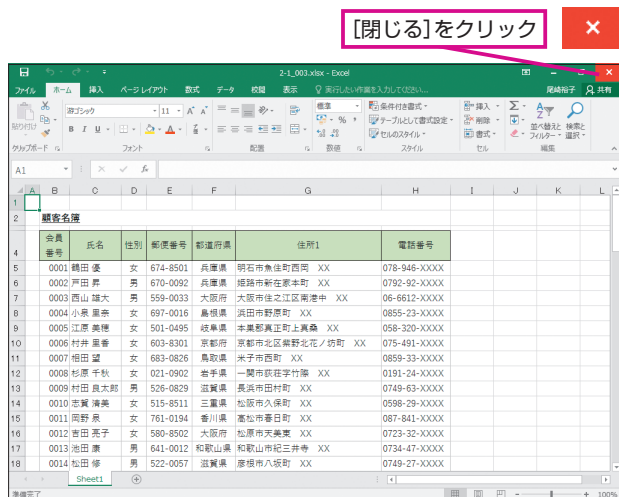 [閉じる]をクリック
2-1_003.xlsx - Excel
ファイル ホーム 挿入 ページ レイアウト 数式 データ 校閲 表示 実行したい作業を入力してください... 尾崎裕子 共有
貼り付け 游ゴシック 11 A A 標準 条件付き書式 挿入 Σ
B I U A % , テーブルとして書式設定 削除 並べ替えと フィルター 検索と 選択
セルのスタイル 書式
クリップボード フォント 配置 数値 スタイル セル 編集
A1 fx
A B C D E F G H I J K L
1
2 顧客名簿
4 会員番号 氏名 性別 郵便番号 都道府県 住所1 電話番号
5 0001 鶴田 優 女 674-8501 兵庫県 明石市魚住町西岡 XX 078-946-XXXX
6 0002 芦田 昇 男 670-0092 兵庫県 姫路市新在家本町 XX 0792-92-XXXX
7 0003 西山 雄大 男 559-0033 大阪府 大阪市住之江区南港中 XX 06-6612-XXXX
8 0004 小泉 里奈 女 697-0016 島根県 浜田市野原町 XX 0855-23-XXXX
9 0005 江原 美穂 女 501-0495 岐阜県 本巣郡真正町上真桑 XX 058-320-XXXX
10 0006 村井 里香 女 603-8301 京都府 京都市北区紫野北花ノ坊町 XX 075-491-XXXX
11 0007 相田 望 女 683-0826 鳥取県 米子市西町 XX 0859-33-XXXX
12 0008 杉原 千秋 女 021-0902 岩手県 一関市萩荘字竹際 XX 0191-24-XXXX
13 0009 村田 良太郎 男 526-0829 滋賀県 長浜市田村町 XX 0749-63-XXXX
14 0010 志賀 清美 女 515-8511 三重県 松阪市久保町 XX 0598-29-XXXX
15 0011 岡野 泉 女 761-0194 香川県 高松市春日町 XX 087-841-XXXX
16 0012 吉田 亮子 女 580-8502 大阪府 松原市天美東 XX 0723-32-XXXX
17 0013 池田 康 男 641-0012 和歌山県 和歌山市紀三井寺 XX 0734-47-XXXX
18 0014 松田 修 男 522-0057 滋賀県 彦根市八坂町 XX 0749-27-XXXX
Sheet1
準備完了 100%